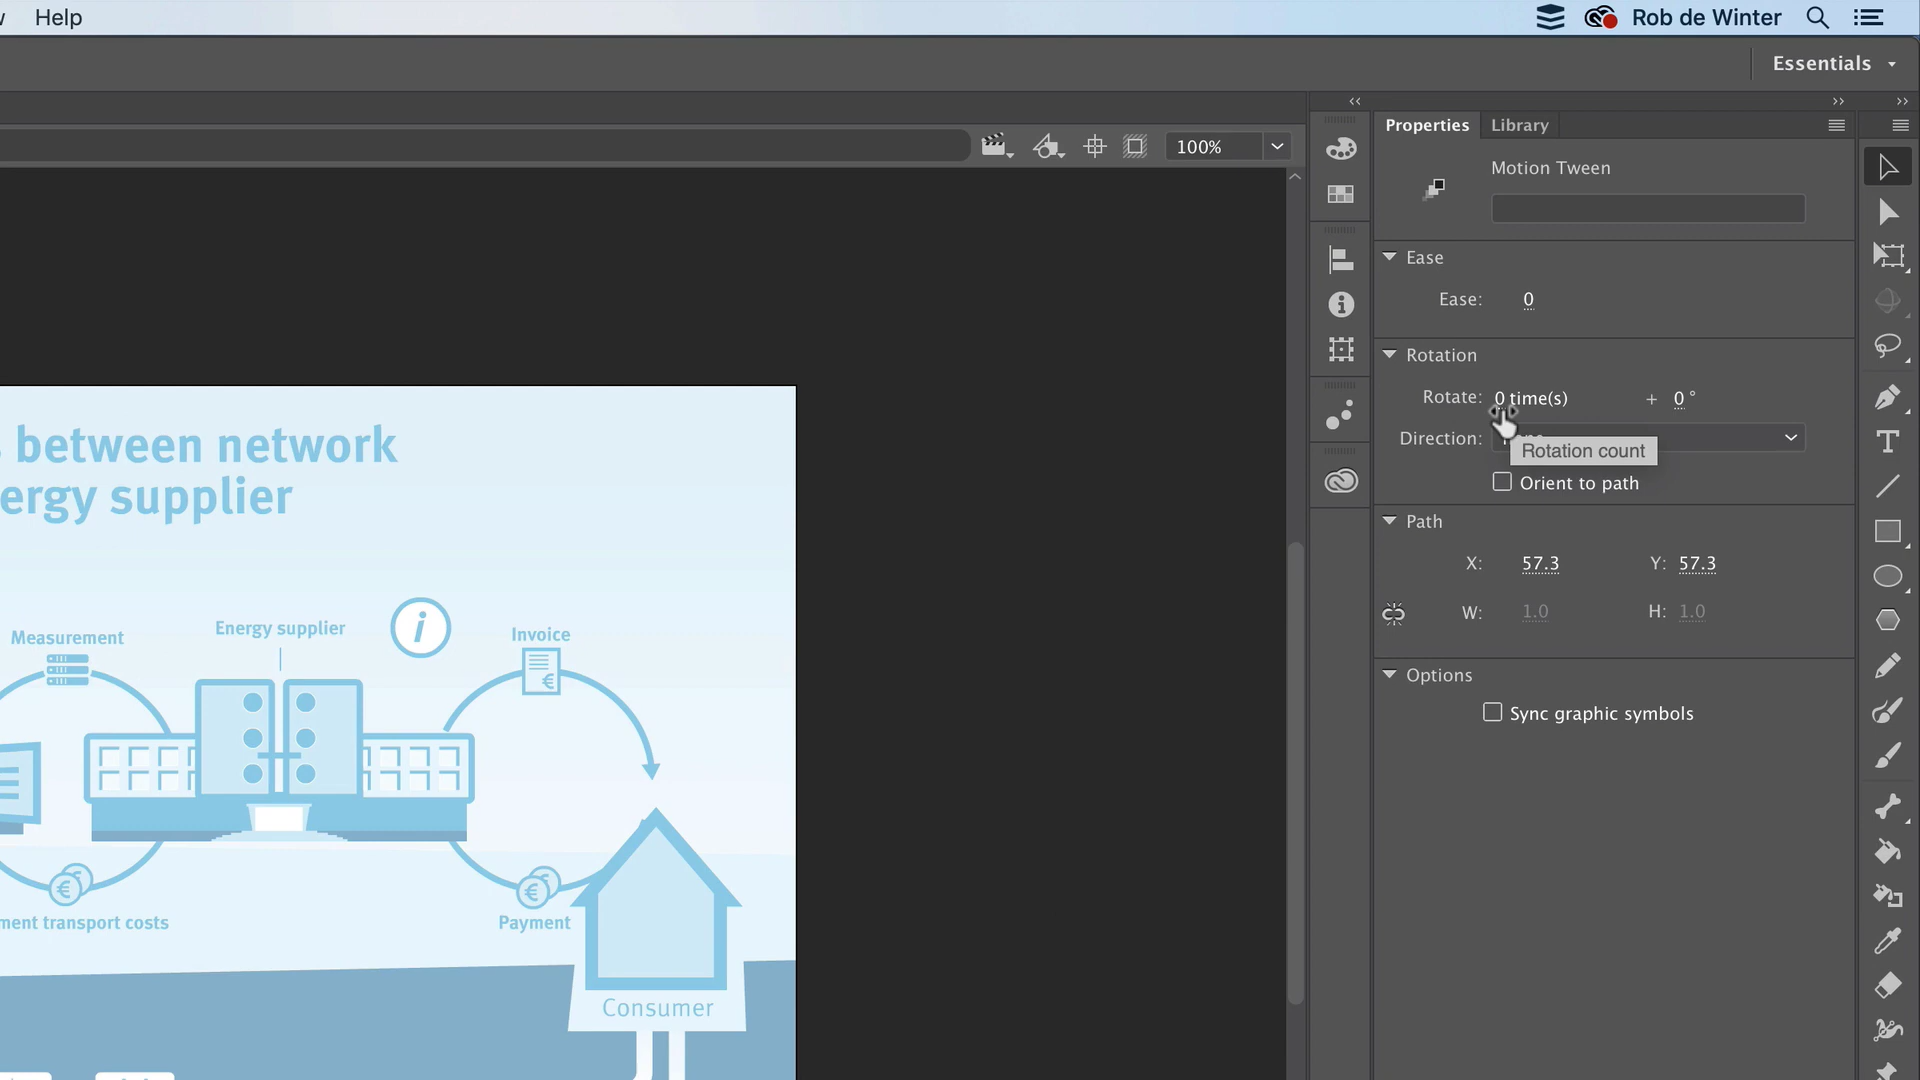 Help
Rob de Winter
Essentials
100%
Properties
Library
Motion Tween
Ease
Ease: 0
Rotation
Rotate: 0 time(s) + 0 °
Direction:
Rotation count
Orient to path
Path
X: 57.3 Y: 57.3
W: 1.0 H: 1.0
Options
Sync graphic symbols
between network
ergy supplier
Measurement
Energy supplier
i
Invoice
€
€
€
ment transport costs
Payment
Consumer
T